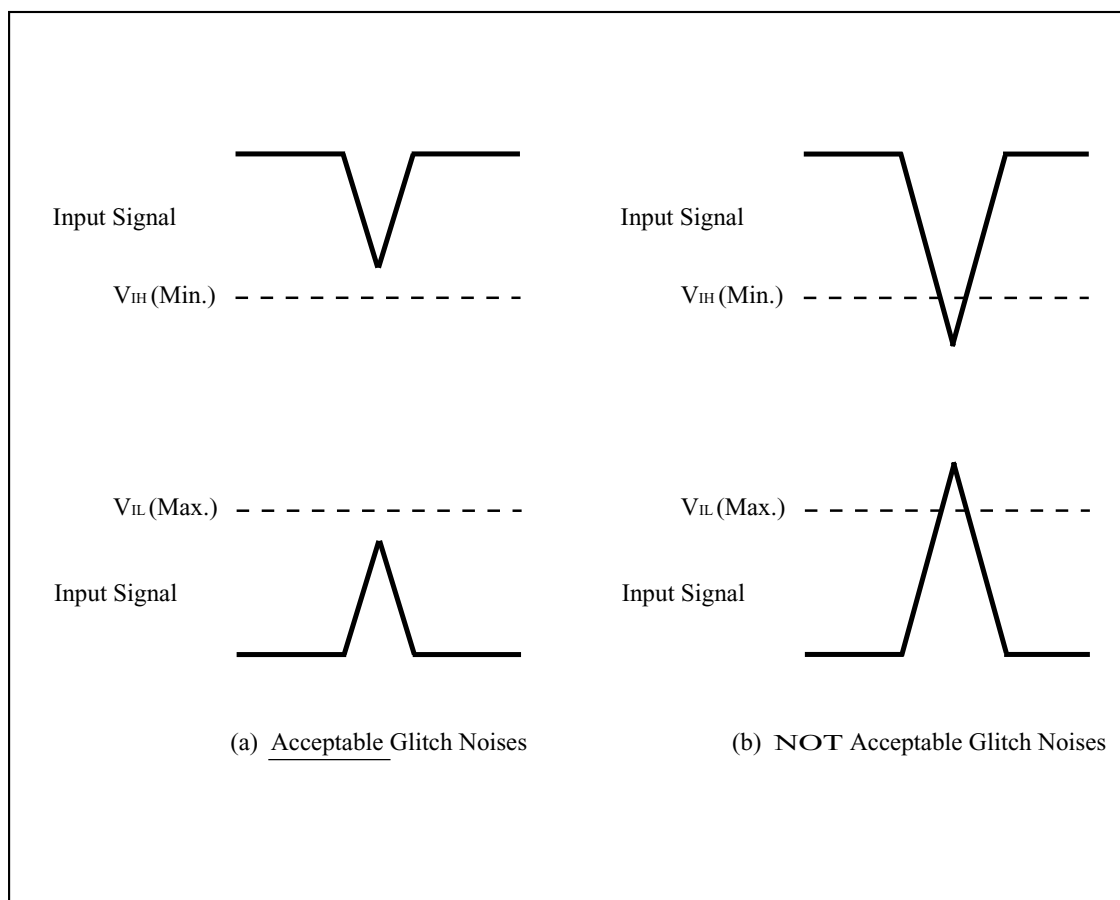 Input Signal
VIH (Min.)
VIL (Max.)
Input Signal
(a) Acceptable Glitch Noises
Input Signal
VIH (Min.)
VIL (Max.)
Input Signal
(b) NOT Acceptable Glitch Noises